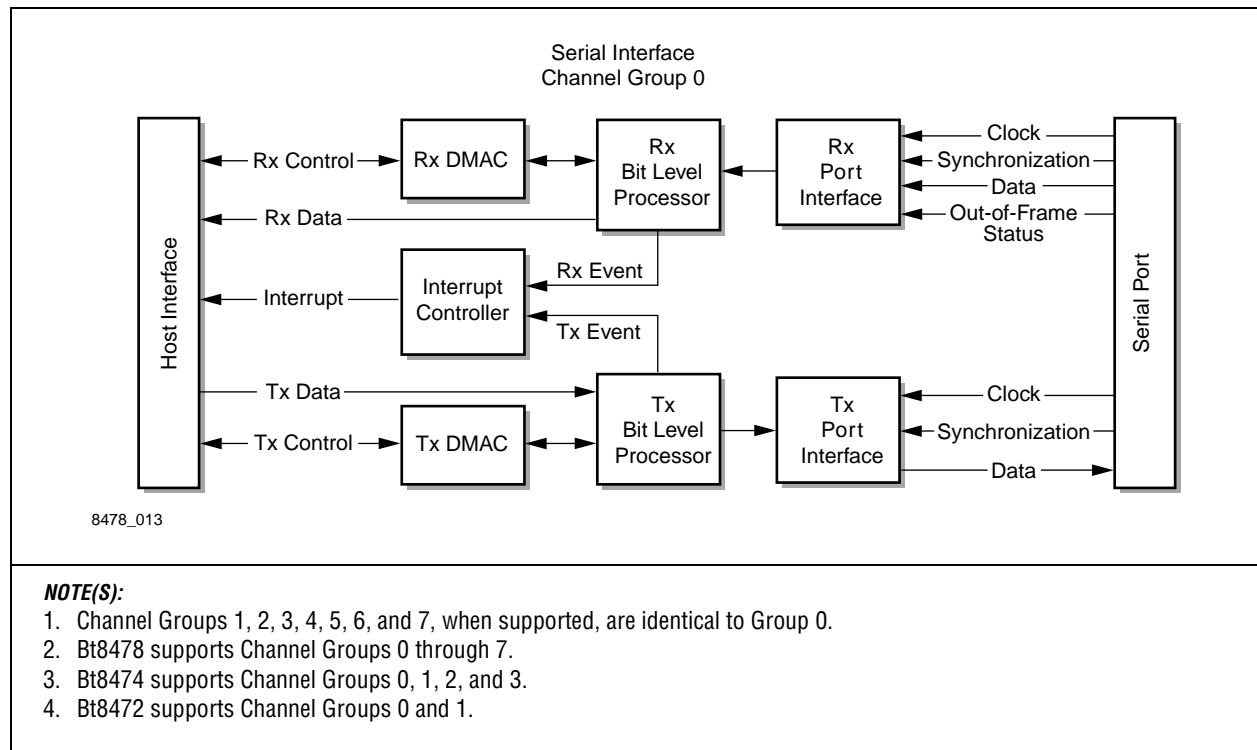 Serial Interface
Channel Group 0
Host Interface
Rx Control
Rx DMAC
Rx
Bit Level
Processor
Rx
Port
Interface
Clock
Synchronization
Data
Out-of-Frame
Status
Serial Port
Rx Data
Interrupt
Interrupt
Controller
Rx Event
Tx Event
Tx Data
Tx Control
Tx DMAC
Tx
Bit Level
Processor
Tx
Port
Interface
Clock
Synchronization
Data
8478_013
NOTE(S):
1. Channel Groups 1, 2, 3, 4, 5, 6, and 7, when supported, are identical to Group 0.
2. Bt8478 supports Channel Groups 0 through 7.
3. Bt8474 supports Channel Groups 0, 1, 2, and 3.
4. Bt8472 supports Channel Groups 0 and 1.